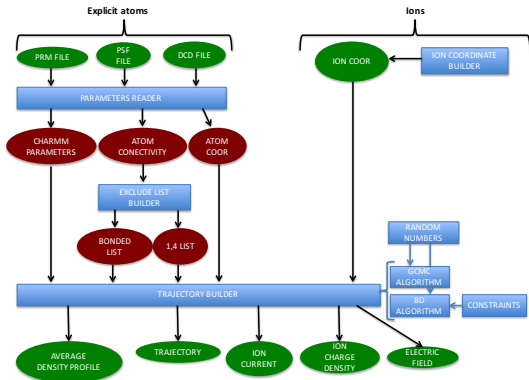 Explicit atoms
Ions
PRM FILE
PSF
FILE
DCD FILE
ION COOR
ION COORDINATE
BUILDER
PARAMETERS READER
CHARMM
PARAMETERS
ATOM
CONECTIVITY
ATOM
COOR
EXCLUDE LIST
BUILDER
BONDED
LIST
1,4 LIST
RANDOM
NUMBERS
GCMC
ALGORITHM
BD
ALGORITHM
CONSTRAINTS
TRAJECTORY BUILDER
AVERAGE
DENSITY PROFILE
TRAJECTORY
ION
CURRENT
ION
CHARGE
DENSITY
ELECTRIC
FIELD